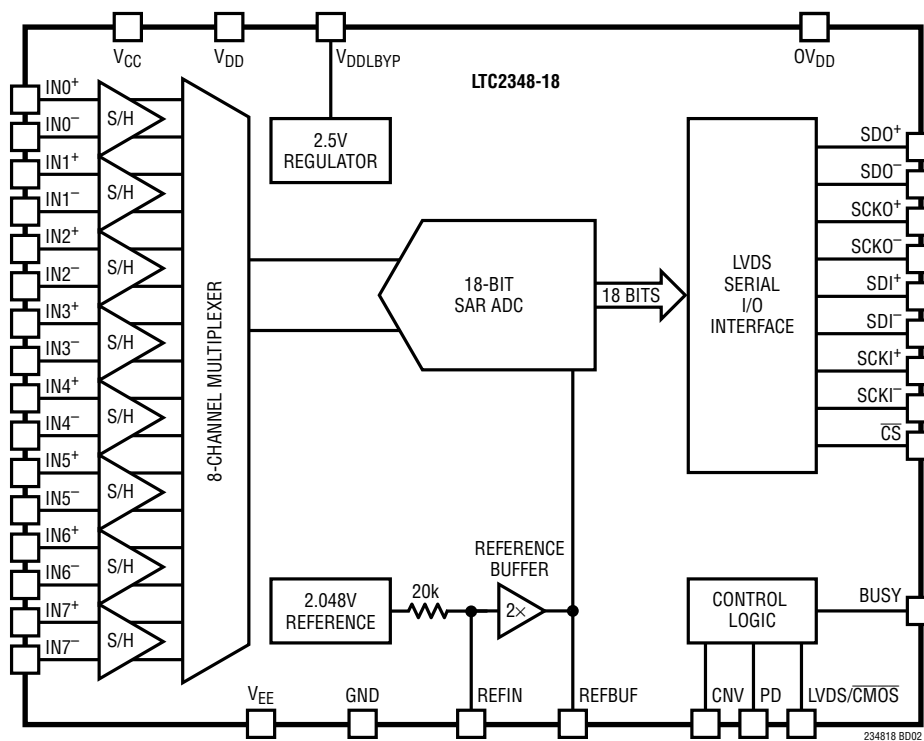 V_CC
V_DD
V_DDLBYP
OV_DD
LTC2348-18
IN0+
IN0−
IN1+
IN1−
IN2+
IN2−
IN3+
IN3−
IN4+
IN4−
IN5+
IN5−
IN6+
IN6−
IN7+
IN7−
S/H
S/H
S/H
S/H
S/H
S/H
S/H
S/H
8-CHANNEL MULTIPLEXER
2.5V
REGULATOR
18-BIT
SAR ADC
18 BITS
LVDS
SERIAL
I/O
INTERFACE
SDO+
SDO−
SCKO+
SCKO−
SDI+
SDI−
SCKI+
SCKI−
C̅S̅
2.048V
REFERENCE
20k
REFERENCE
BUFFER
2×
CONTROL
LOGIC
BUSY
V_EE
GND
REFIN
REFBUF
CNV
PD
LVDS/C̅M̅O̅S̅
234818 BD02